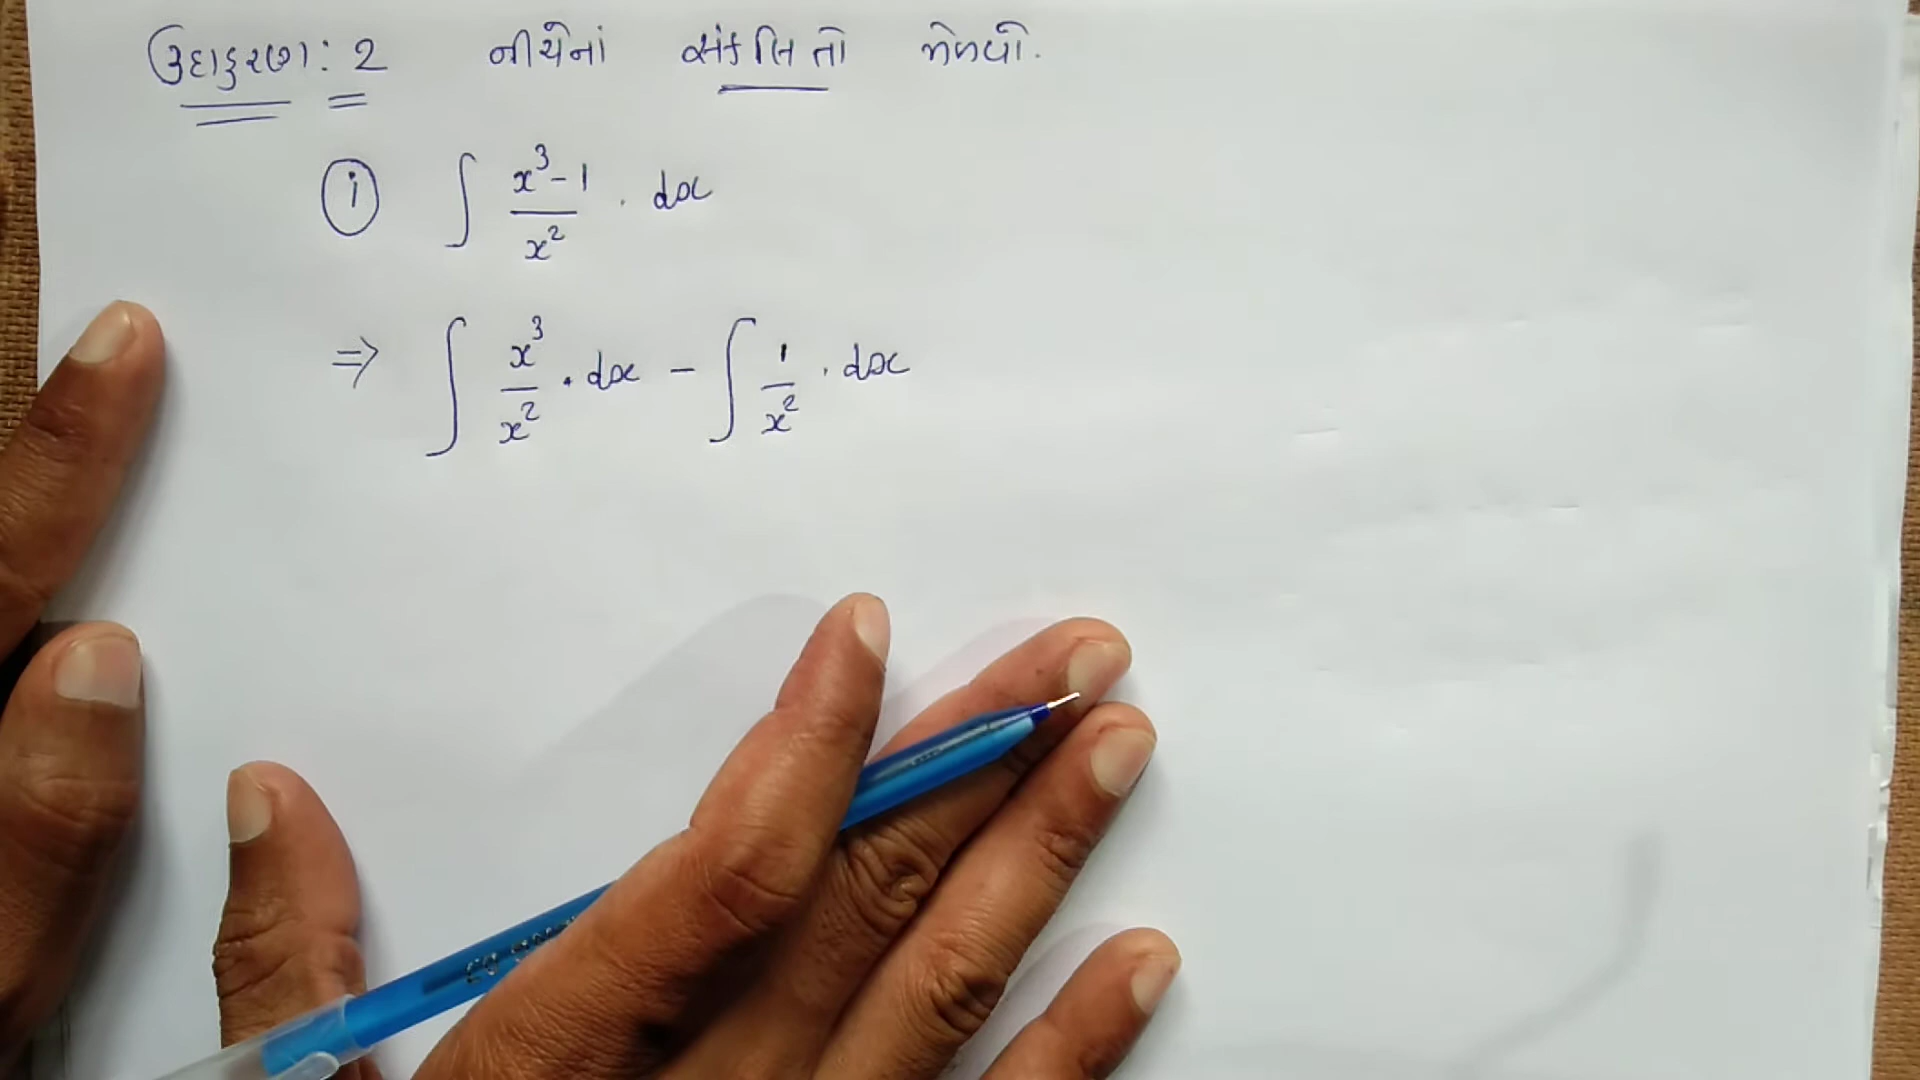 ઉદાહરણ: 2 નીચેનાં સંકલિતો મેળવો.
(i) ∫ (x³-1)/x² . dx
⇒ ∫ x³/x² . dx - ∫ 1/x² . dx